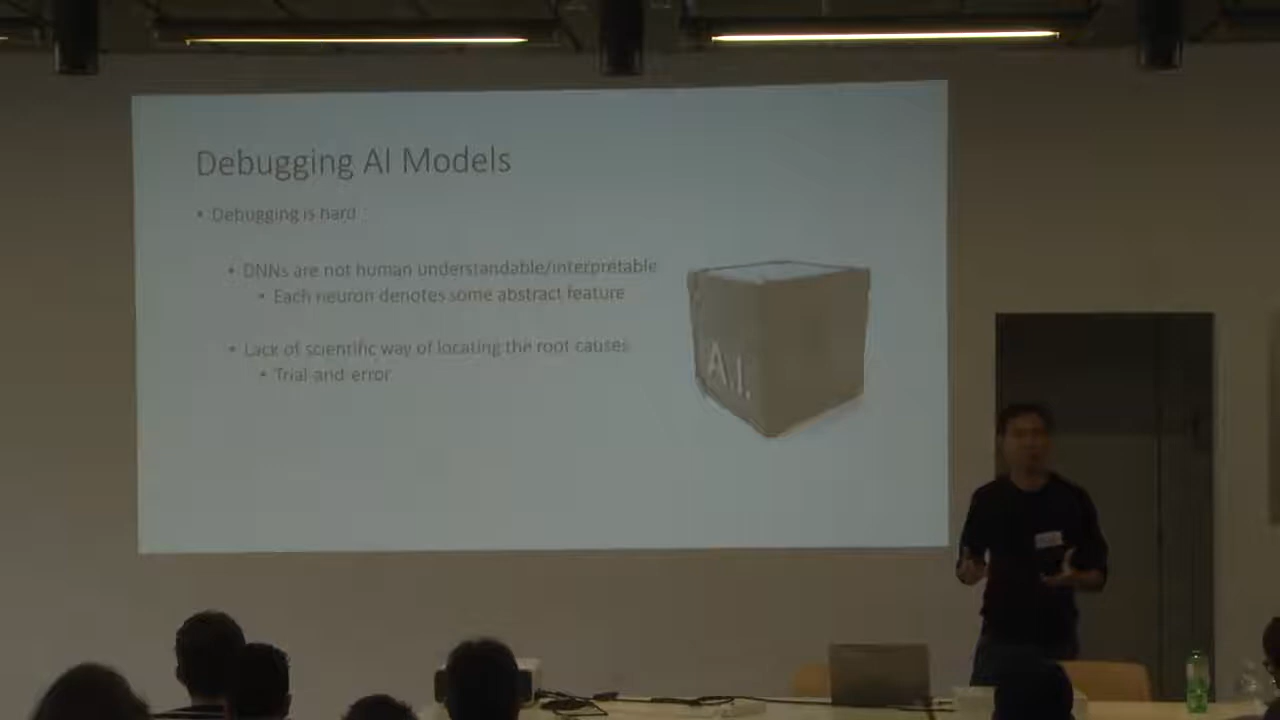 Debugging AI Models
• Debugging is hard
• DNNs are not human understandable/interpretable
• Each neuron denotes some abstract feature
• Lack of scientific way of locating the root causes
• Trial and error
A.I.